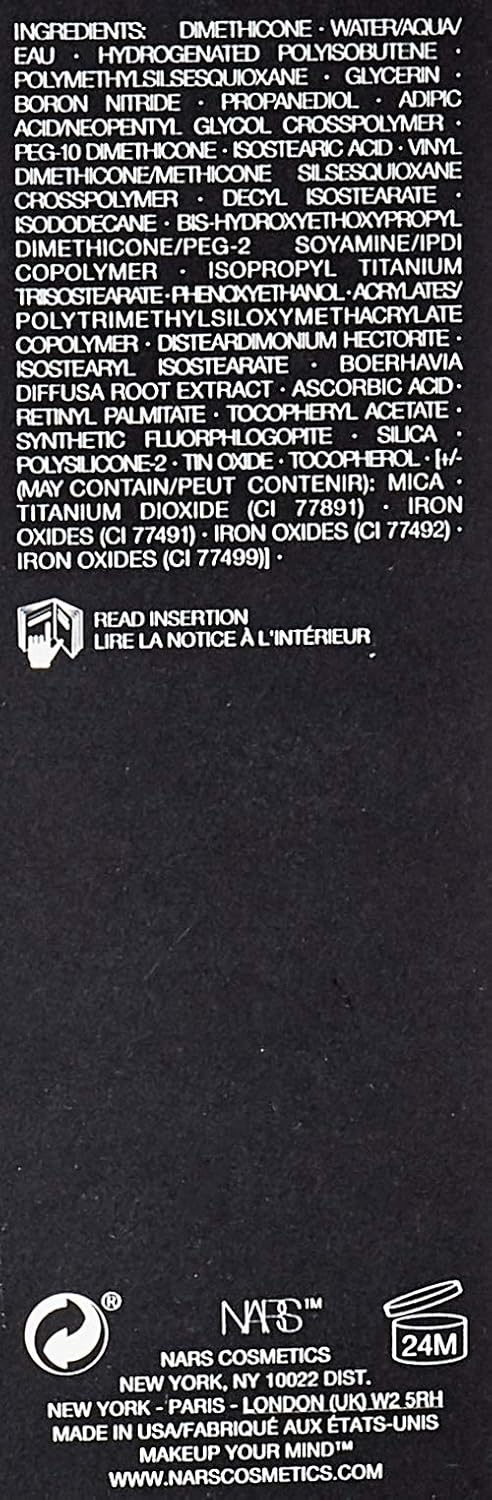 INGREDIENTS: DIMETHICONE · WATER/AQUA/
EAU · HYDROGENATED POLYISOBUTENE ·
POLYMETHYLSILSESQUIOXANE · GLYCERIN ·
BORON NITRIDE · PROPANEDIOL · ADIPIC
ACID/NEOPENTYL GLYCOL CROSSPOLYMER ·
PEG-10 DIMETHICONE · ISOSTEARIC ACID · VINYL
DIMETHICONE/METHICONE SILSESQUIOXANE
CROSSPOLYMER · DECYL ISOSTEARATE ·
ISODODECANE · BIS-HYDROXYETHOXYPROPYL
DIMETHICONE/PEG-2 SOYAMINE/IPDI
COPOLYMER · ISOPROPYL TITANIUM
TRIISOSTEARATE · PHENOXYETHANOL · ACRYLATES/
POLYTRIMETHYLSILOXYMETHACRYLATE
COPOLYMER · DISTEARDIMONIUM HECTORITE ·
ISOSTEARYL ISOSTEARATE · BOERHAVIA
DIFFUSA ROOT EXTRACT · ASCORBIC ACID ·
RETINYL PALMITATE · TOCOPHERYL ACETATE ·
SYNTHETIC FLUORPHLOGOPITE · SILICA ·
POLYSILICONE-2 · TIN OXIDE · TOCOPHEROL · [+/-
(MAY CONTAIN/PEUT CONTENIR): MICA ·
TITANIUM DIOXIDE (CI 77891) · IRON
OXIDES (CI 77491) · IRON OXIDES (CI 77492) ·
IRON OXIDES (CI 77499)] ·
READ INSERTION
LIRE LA NOTICE À L'INTÉRIEUR
®
NARS™
24M
NARS COSMETICS
NEW YORK, NY 10022 DIST.
NEW YORK - PARIS - LONDON (UK) W2 5RH
MADE IN USA/FABRIQUÉ AUX ÉTATS-UNIS
MAKEUP YOUR MIND™
WWW.NARSCOSMETICS.COM